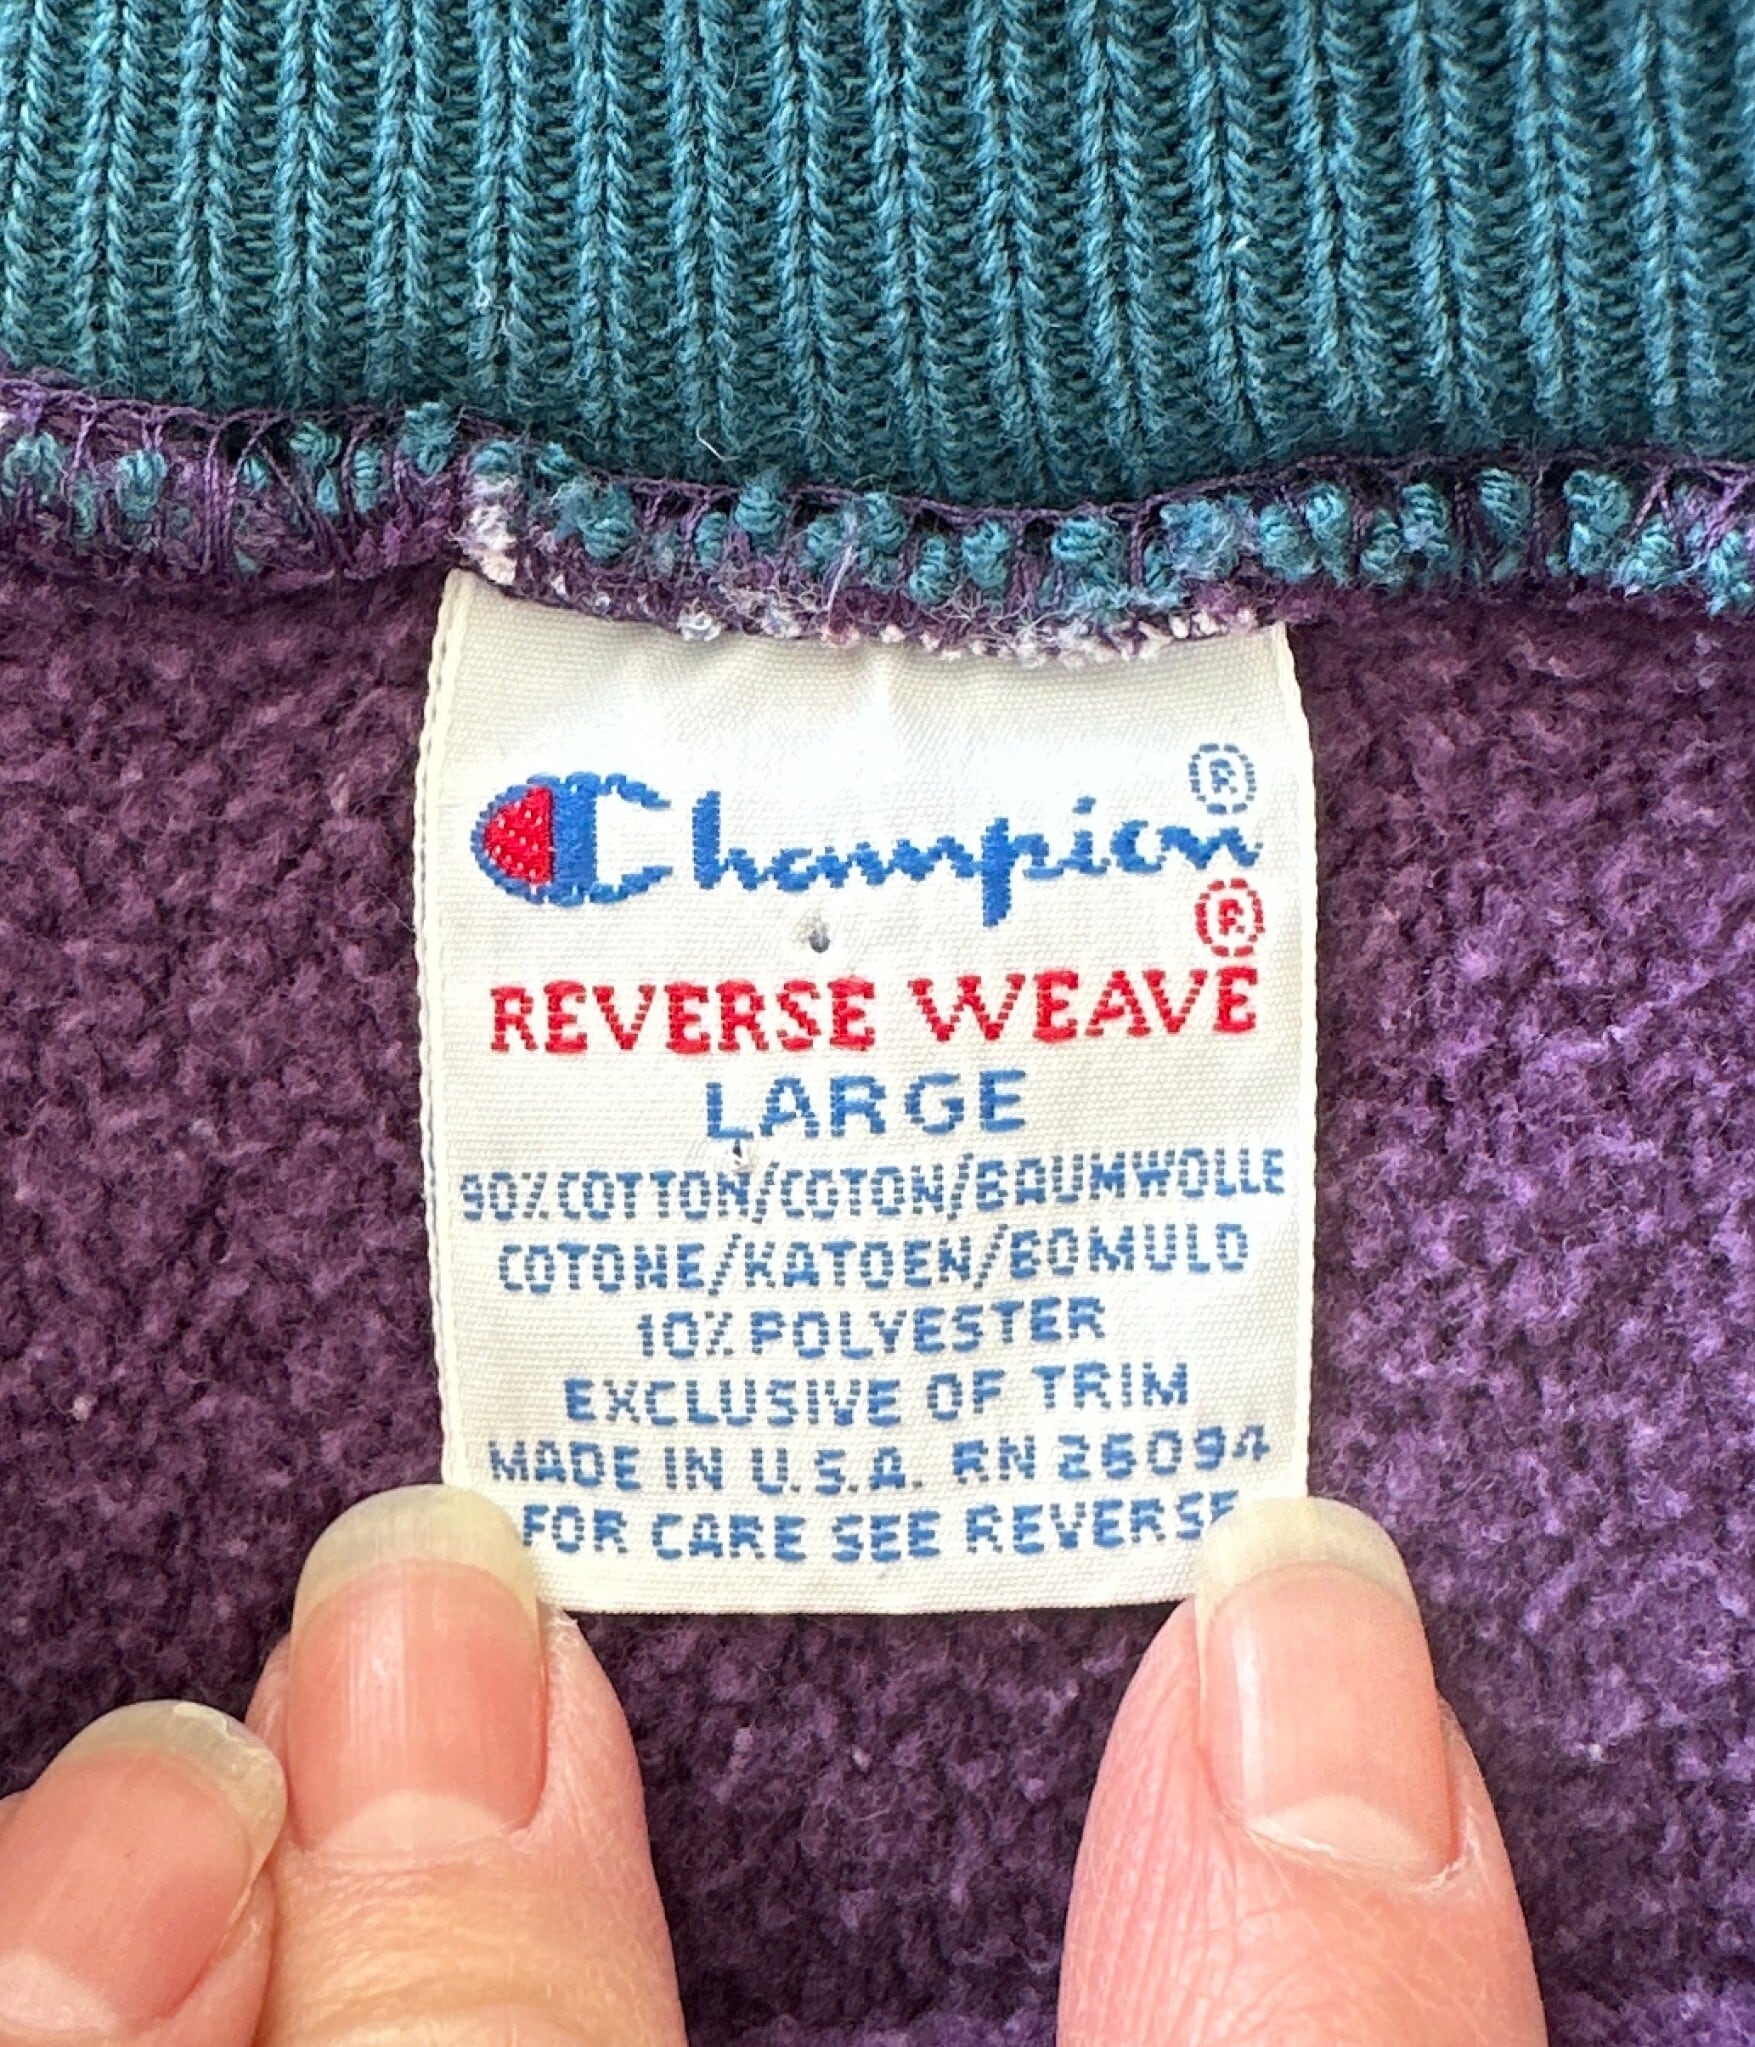 Champion®
REVERSE WEAVE®
LARGE
90% COTTON/COTON/BAUMWOLLE
COTONE/KATOEN/BOMULD
10% POLYESTER
EXCLUSIVE OF TRIM
MADE IN U.S.A. RN 26094
FOR CARE SEE REVERSE